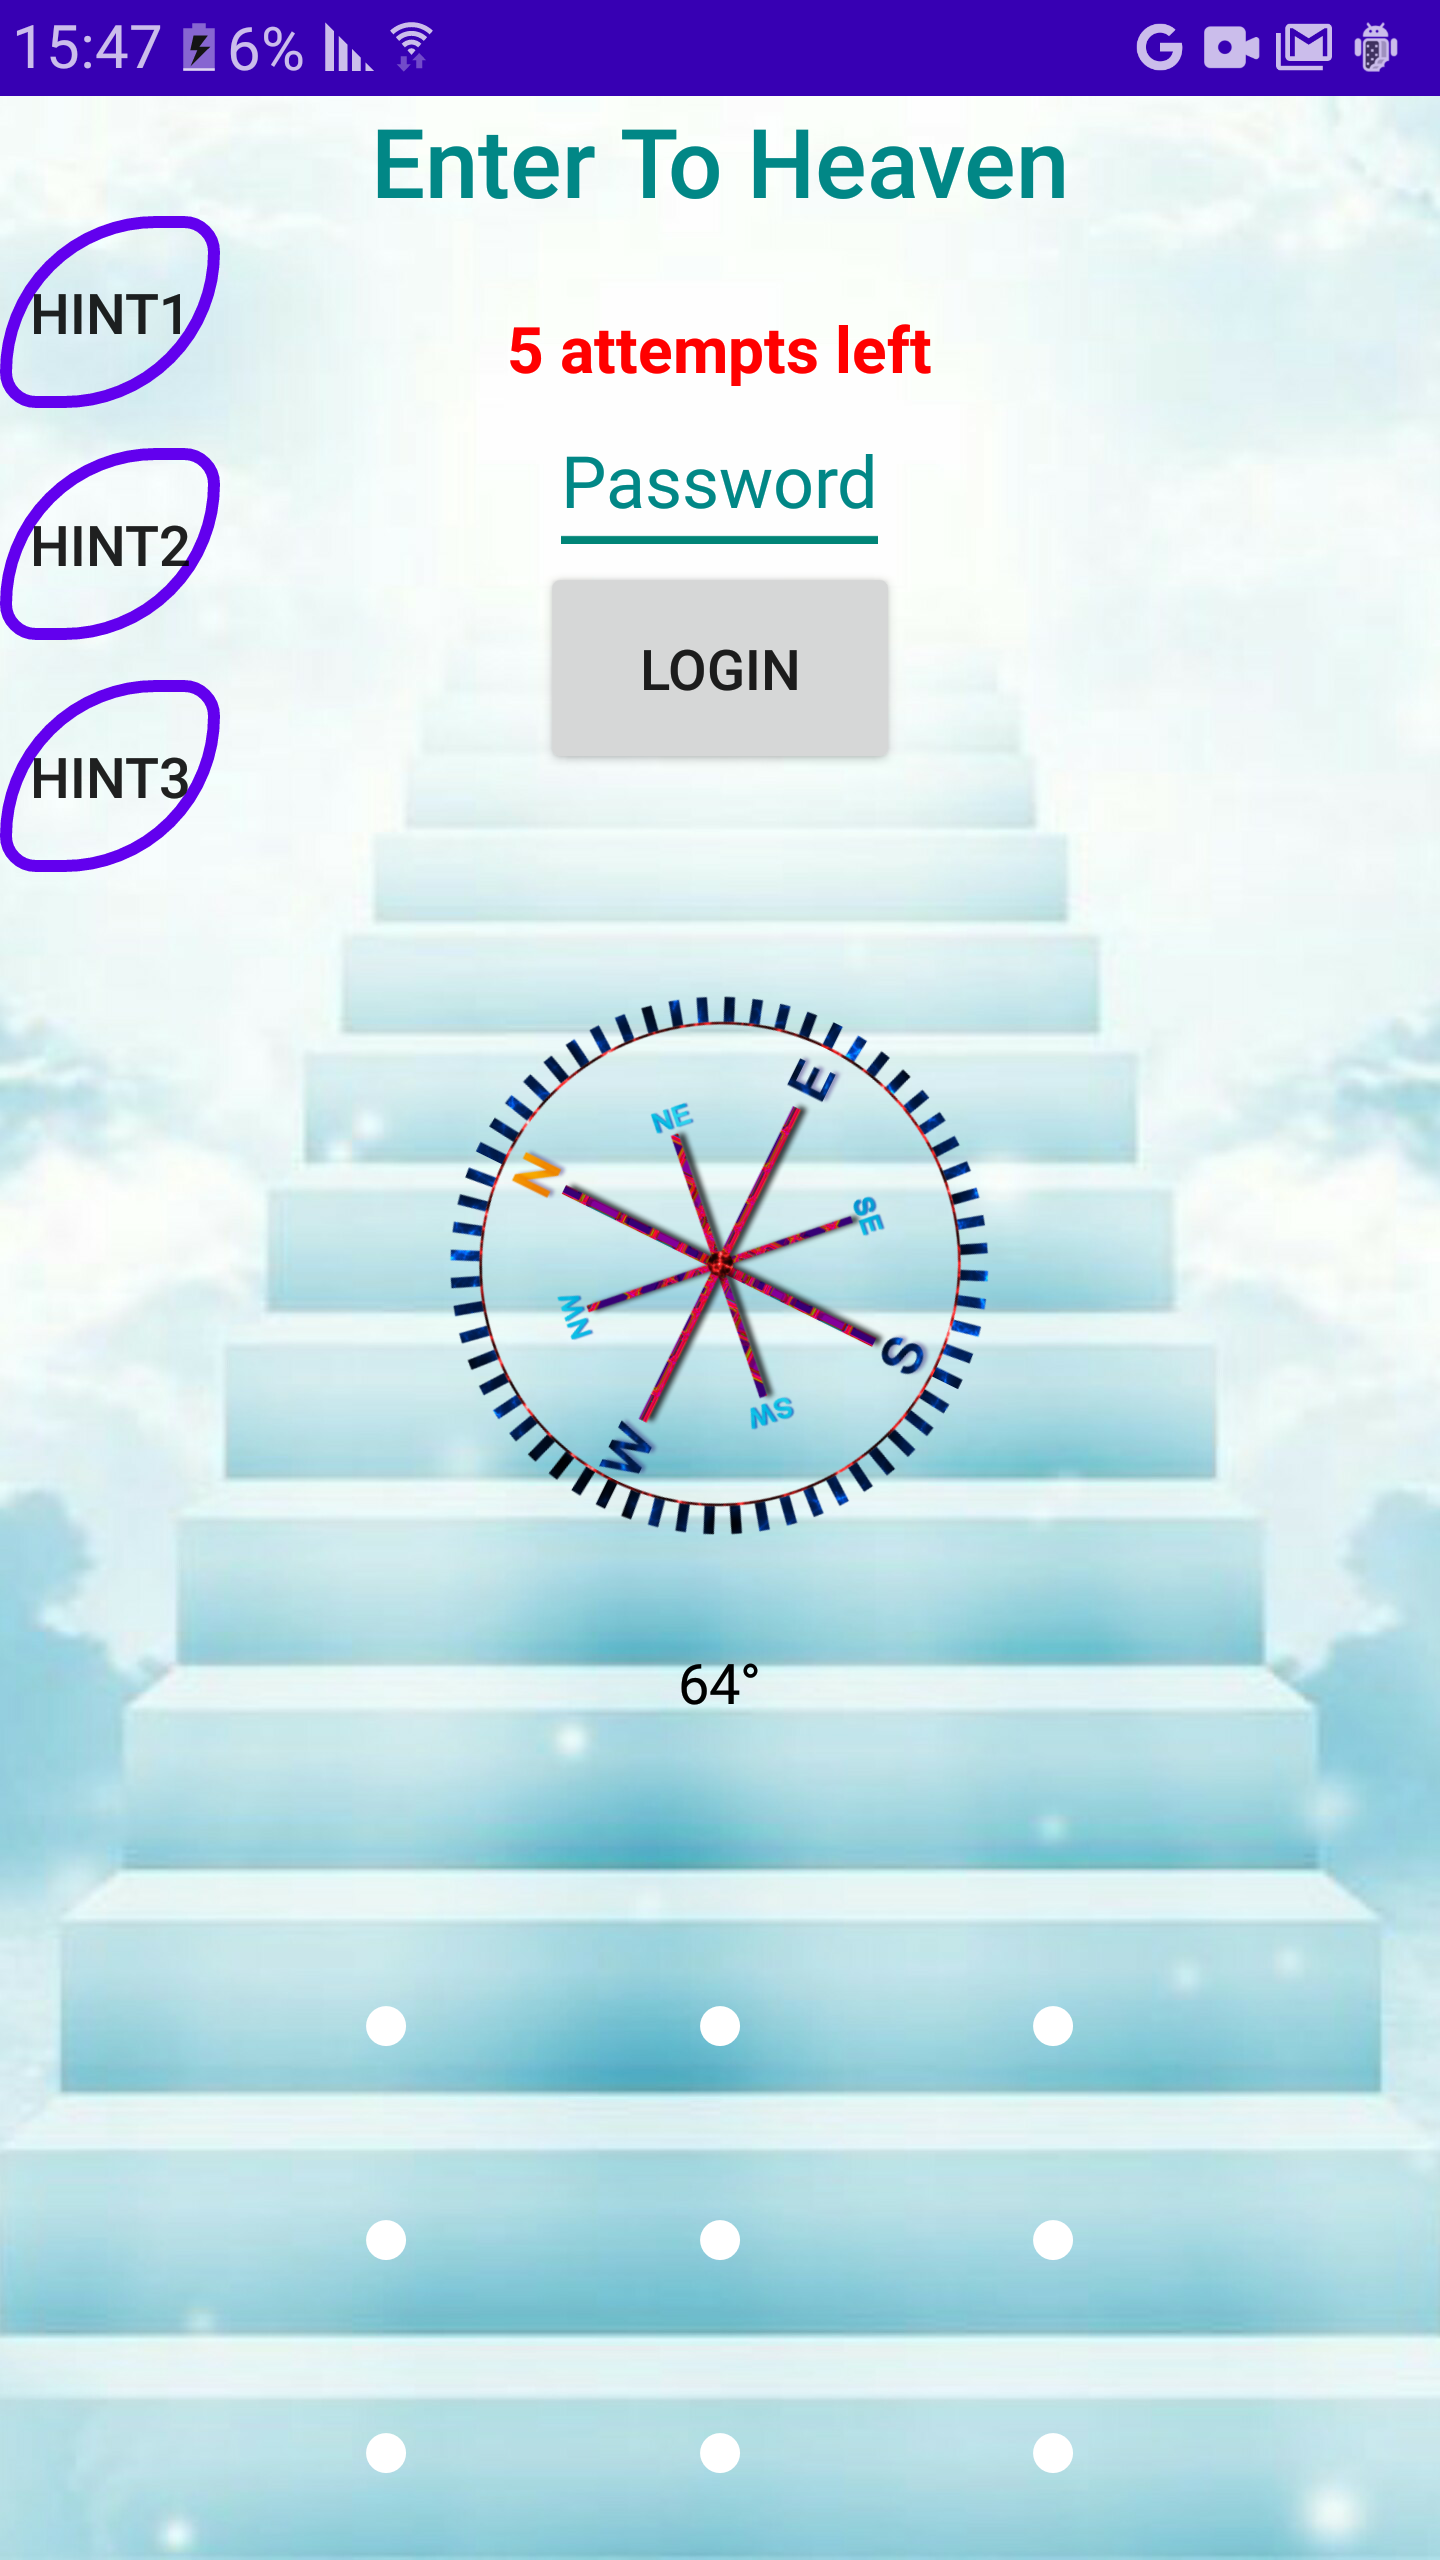 15:47 6%
Enter To Heaven
HINT1
5 attempts left
Password
HINT2
LOGIN
HINT3
E
NE
N
SE
NW
S
SW
W
64°